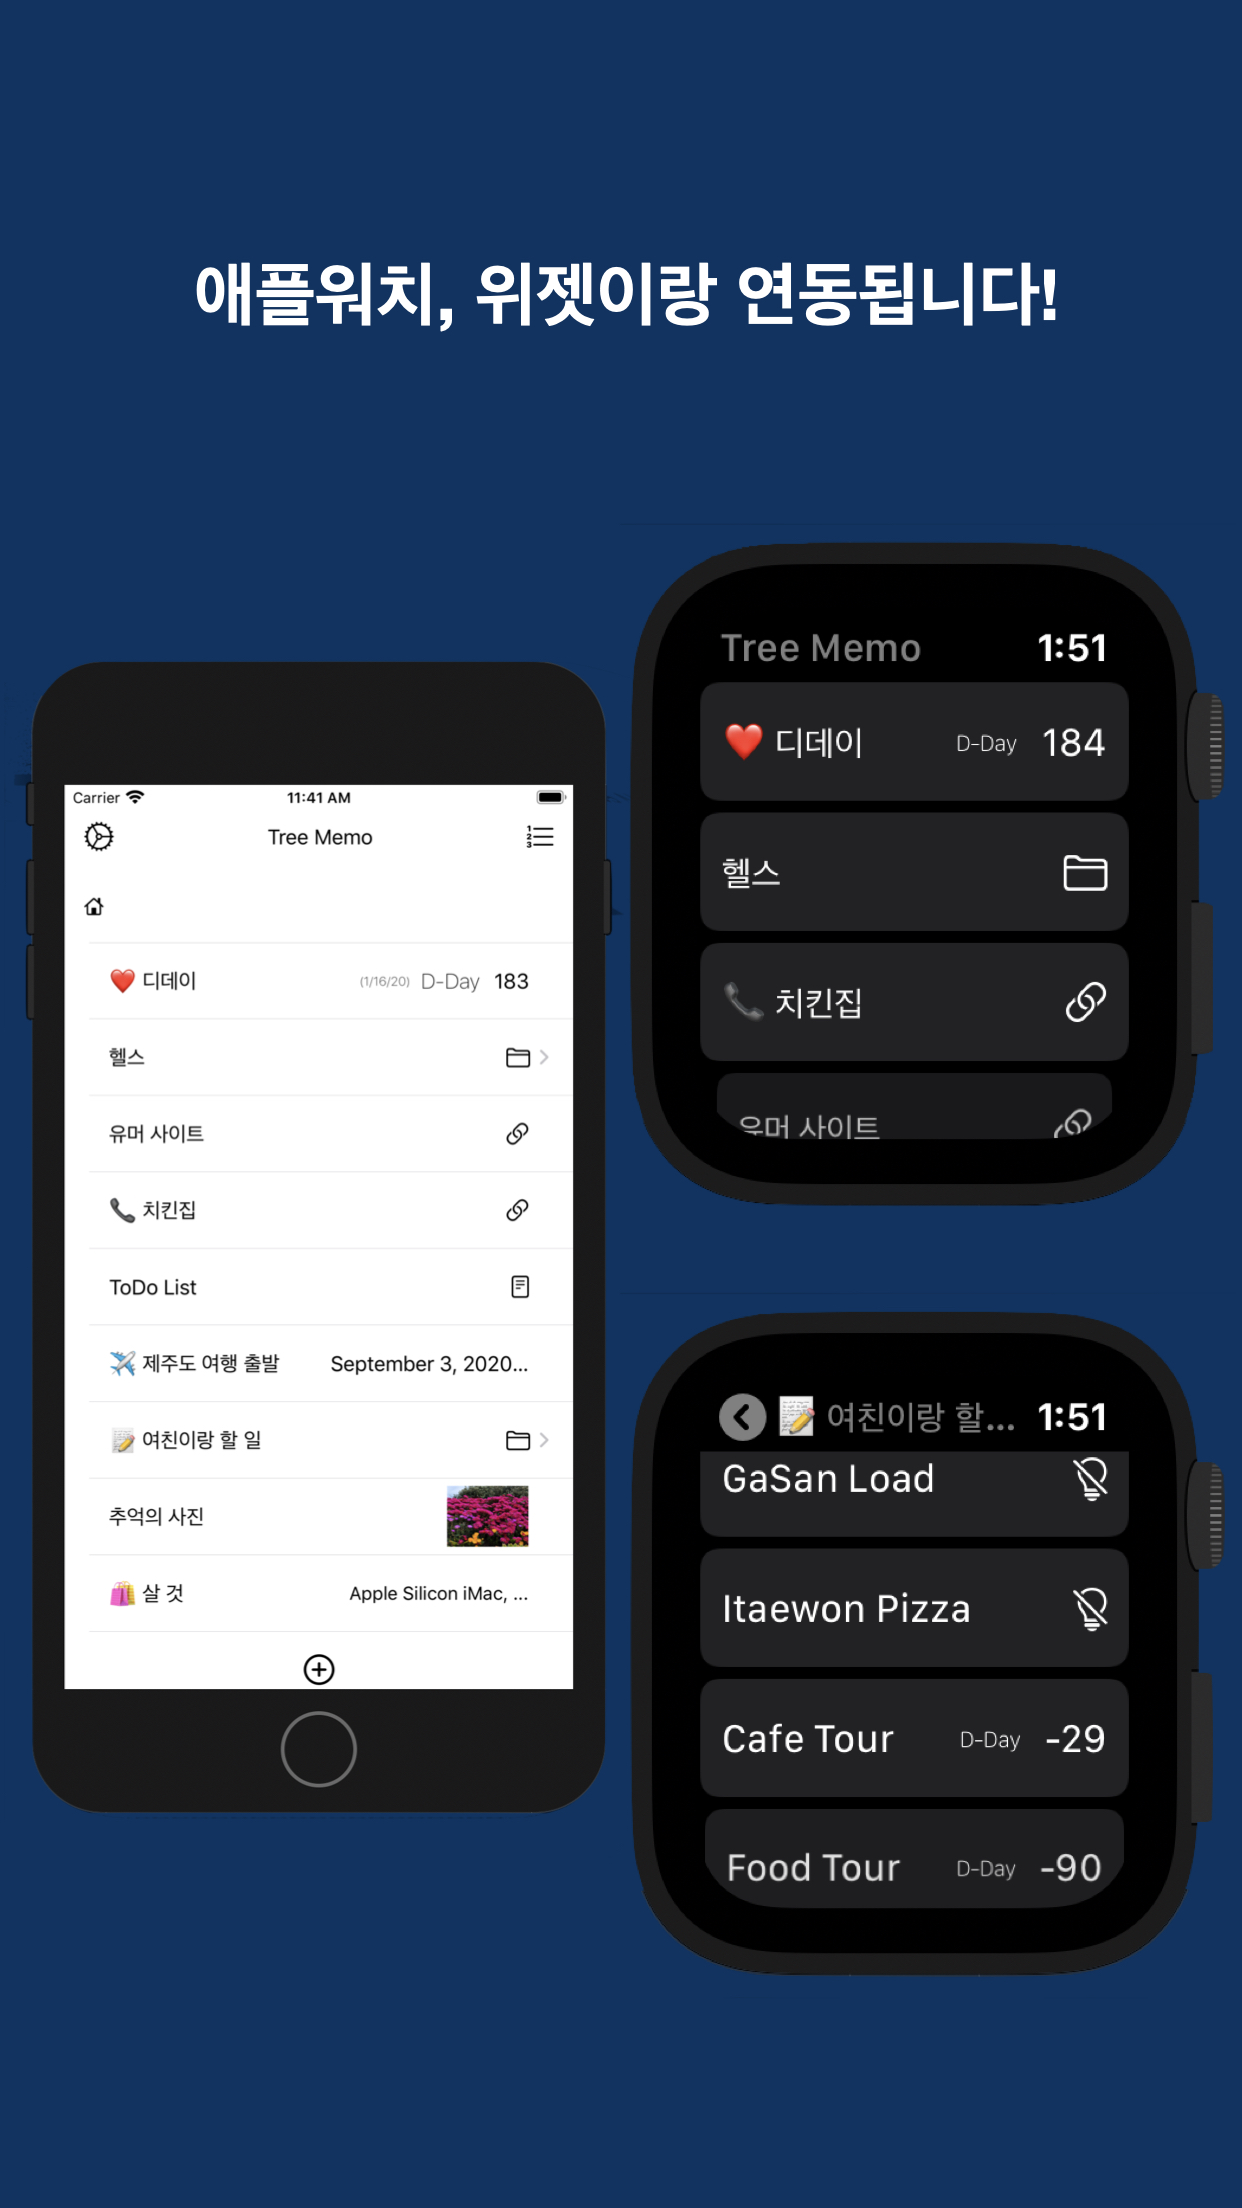 애플워치, 위젯이랑 연동됩니다!
Carrier 11:41 AM
Tree Memo
1 2 3
❤️ 디데이 (1/16/20) D-Day 183
헬스
유머 사이트
📞 치킨집
ToDo List
✈️ 제주도 여행 출발 September 3, 2020...
📝 여친이랑 할 일
추억의 사진
🛍️ 살 것 Apple Silicon iMac, ...
Tree Memo 1:51
❤️ 디데이 D-Day 184
헬스
📞 치킨집
유머 사이트
📝 여친이랑 할... 1:51
GaSan Load
Itaewon Pizza
Cafe Tour D-Day -29
Food Tour D-Day -90